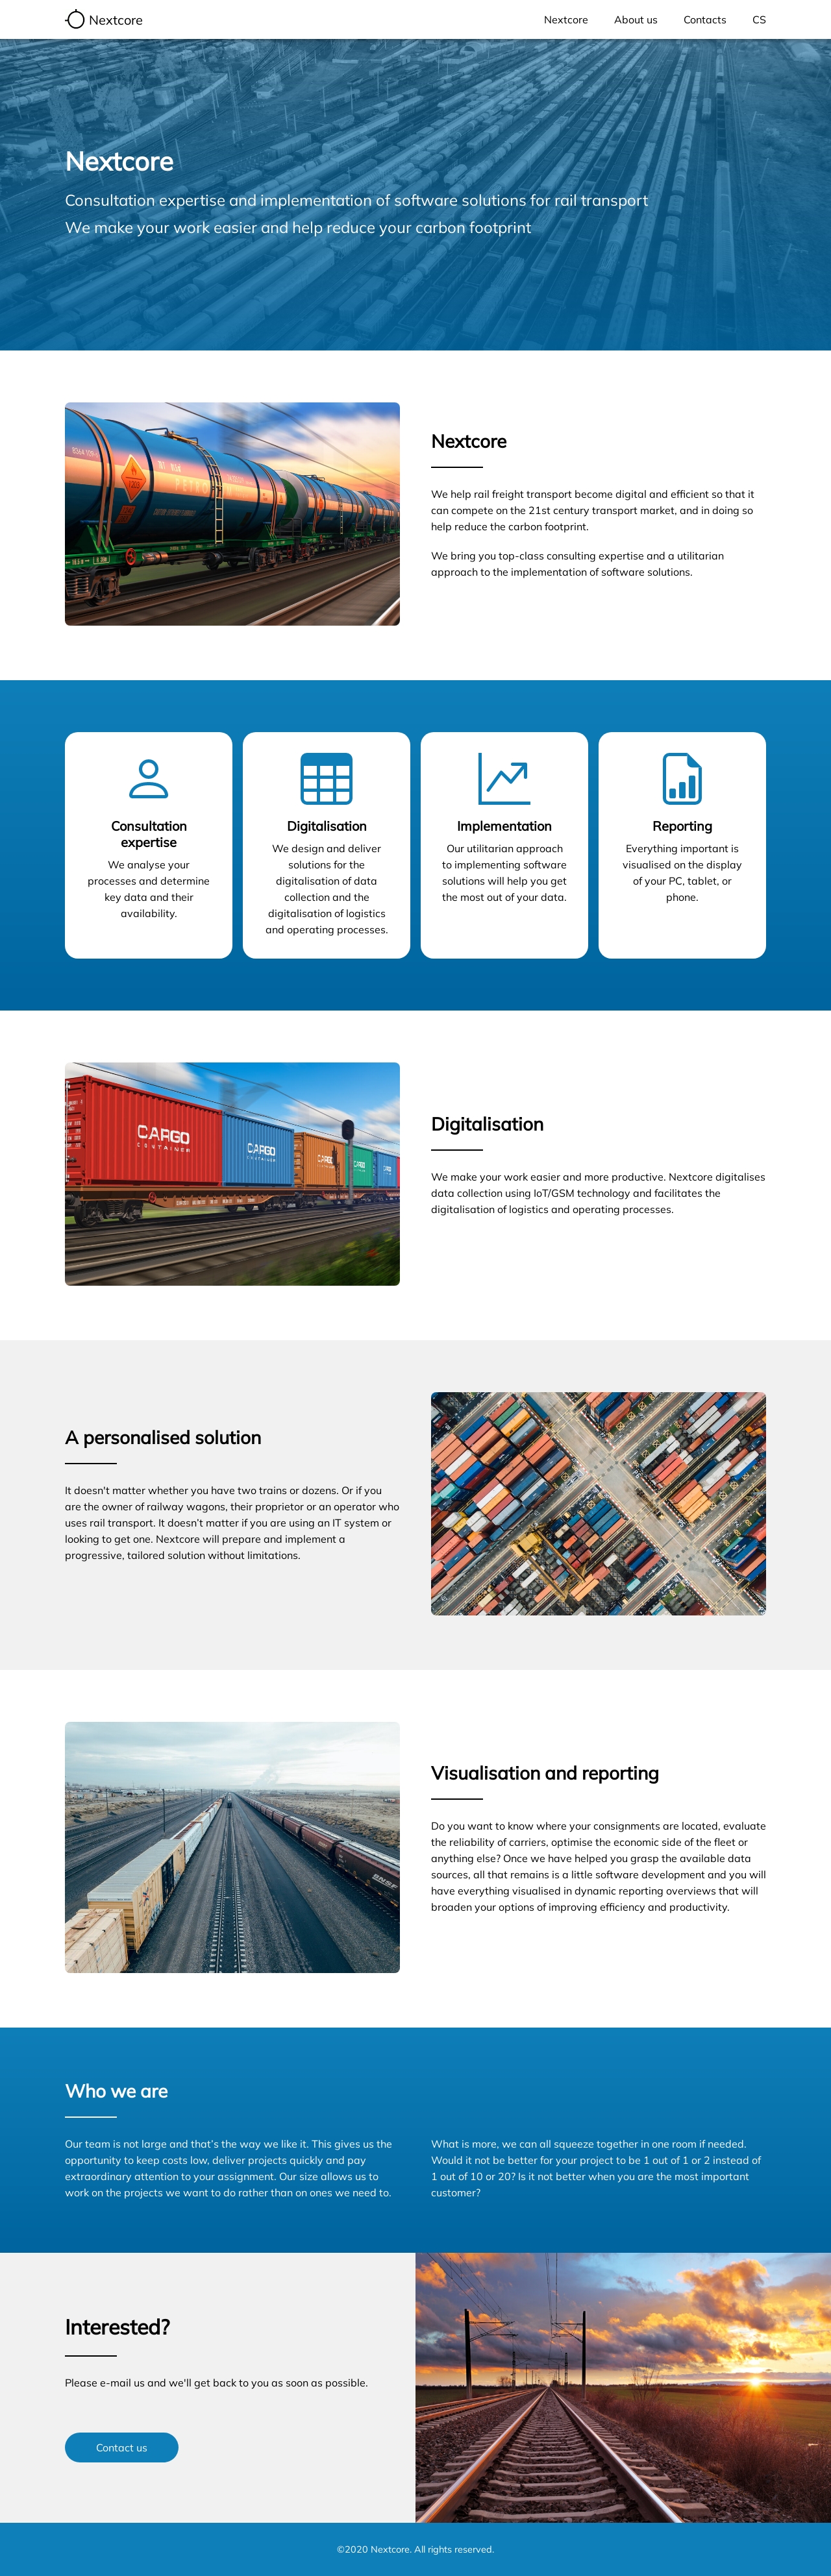 Nextcore
Nextcore About us Contacts CS
Nextcore
Consultation expertise and implementation of software solutions for rail transport
We make your work easier and help reduce your carbon footprint
Nextcore
We help rail freight transport become digital and efficient so that it
can compete on the 21st century transport market, and in doing so
help reduce the carbon footprint.
We bring you top-class consulting expertise and a utilitarian
approach to the implementation of software solutions.
Consultation
expertise
We analyse your
processes and determine
key data and their
availability.
Digitalisation
We design and deliver
solutions for the
digitalisation of data
collection and the
digitalisation of logistics
and operating processes.
Implementation
Our utilitarian approach
to implementing software
solutions will help you get
the most out of your data.
Reporting
Everything important is
visualised on the display
of your PC, tablet, or
phone.
CARGO
CONTAINER
CARGO
CONTAINER
CARGO
CARGO
Digitalisation
We make your work easier and more productive. Nextcore digitalises
data collection using IoT/GSM technology and facilitates the
digitalisation of logistics and operating processes.
A personalised solution
It doesn't matter whether you have two trains or dozens. Or if you
are the owner of railway wagons, their proprietor or an operator who
uses rail transport. It doesn’t matter if you are using an IT system or
looking to get one. Nextcore will prepare and implement a
progressive, tailored solution without limitations.
BNSF
Visualisation and reporting
Do you want to know where your consignments are located, evaluate
the reliability of carriers, optimise the economic side of the fleet or
anything else? Once we have helped you grasp the available data
sources, all that remains is a little software development and you will
have everything visualised in dynamic reporting overviews that will
broaden your options of improving efficiency and productivity.
Who we are
Our team is not large and that’s the way we like it. This gives us the
opportunity to keep costs low, deliver projects quickly and pay
extraordinary attention to your assignment. Our size allows us to
work on the projects we want to do rather than on ones we need to.
What is more, we can all squeeze together in one room if needed.
Would it not be better for your project to be 1 out of 1 or 2 instead of
1 out of 10 or 20? Is it not better when you are the most important
customer?
Interested?
Please e-mail us and we'll get back to you as soon as possible.
Contact us
©2020 Nextcore. All rights reserved.